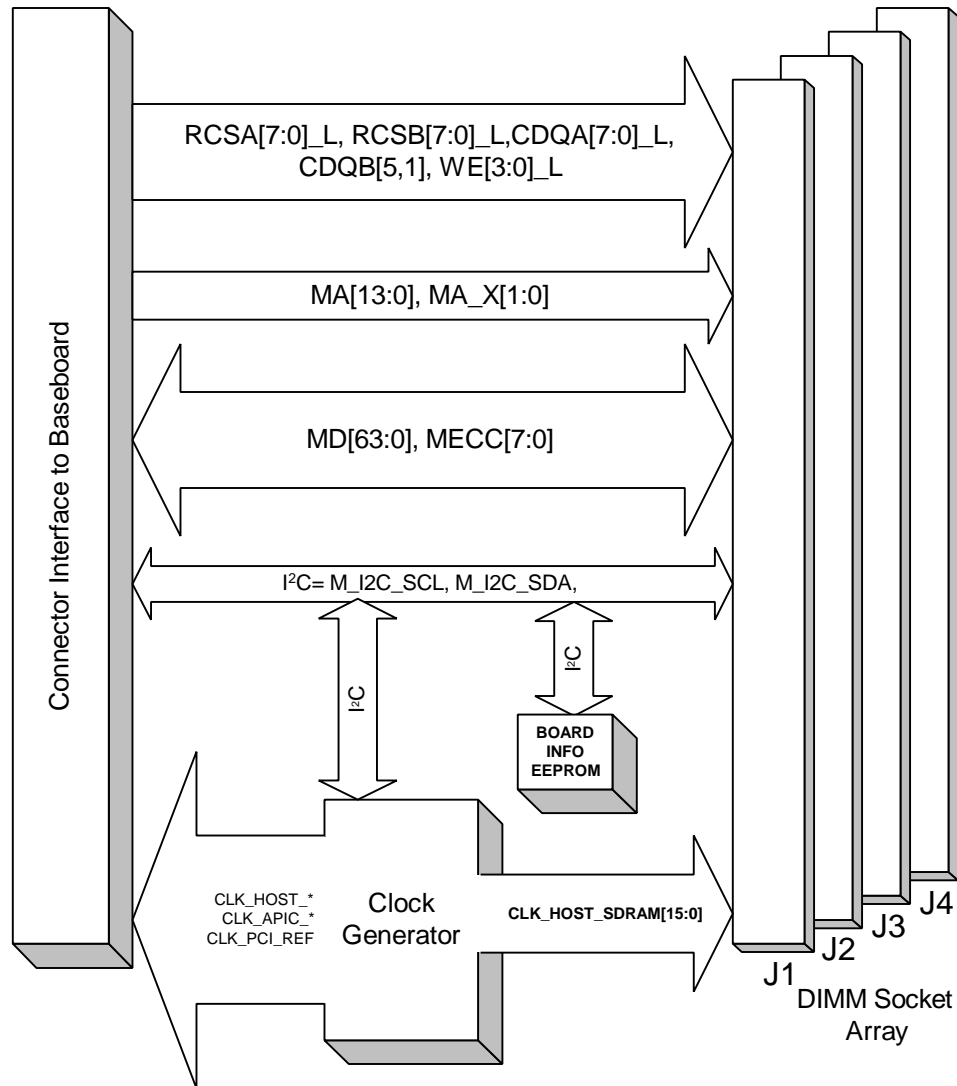 Connector Interface to Baseboard
RCSA[7:0]_L, RCSB[7:0]_L,CDQA[7:0]_L,
CDQB[5,1], WE[3:0]_L
MA[13:0], MA_X[1:0]
MD[63:0], MECC[7:0]
I²C= M_I2C_SCL, M_I2C_SDA,
I²C
I²C
BOARD
INFO
EEPROM
CLK_HOST_*
CLK_APIC_*
CLK_PCI_REF
Clock
Generator
CLK_HOST_SDRAM[15:0]
J1
J2
J3
J4
DIMM Socket
Array